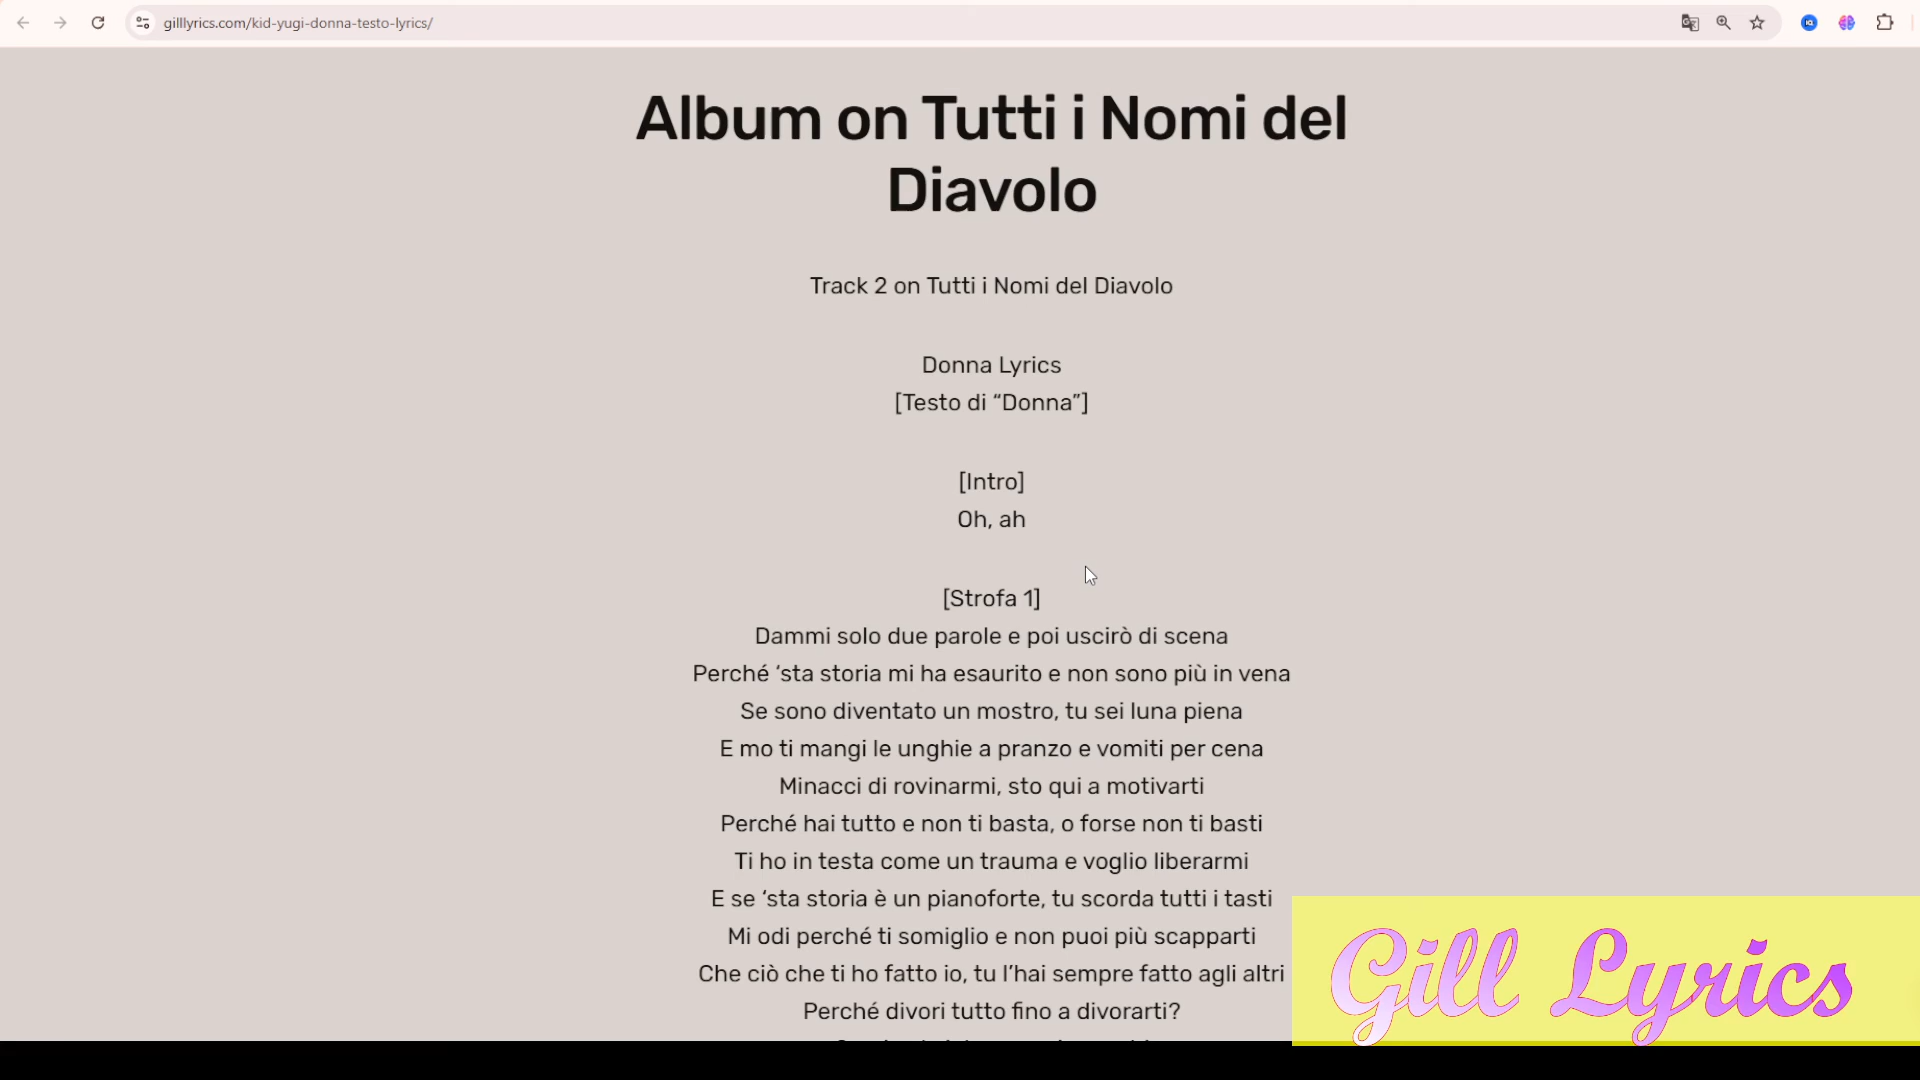 gilllyrics.com/kid-yugi-donna-testo-lyrics/
Album on Tutti i Nomi del
Diavolo
Track 2 on Tutti i Nomi del Diavolo
Donna Lyrics
[Testo di “Donna”]
[Intro]
Oh, ah
[Strofa 1]
Dammi solo due parole e poi uscirò di scena
Perché ‘sta storia mi ha esaurito e non sono più in vena
Se sono diventato un mostro, tu sei luna piena
E mo ti mangi le unghie a pranzo e vomiti per cena
Minacci di rovinarmi, sto qui a motivarti
Perché hai tutto e non ti basta, o forse non ti basti
Ti ho in testa come un trauma e voglio liberarmi
E se ‘sta storia è un pianoforte, tu scorda tutti i tasti
Mi odi perché ti somiglio e non puoi più scapparti
Che ciò che ti ho fatto io, tu l’hai sempre fatto agli altri
Perché divori tutto fino a divorarti?
Gill Lyrics